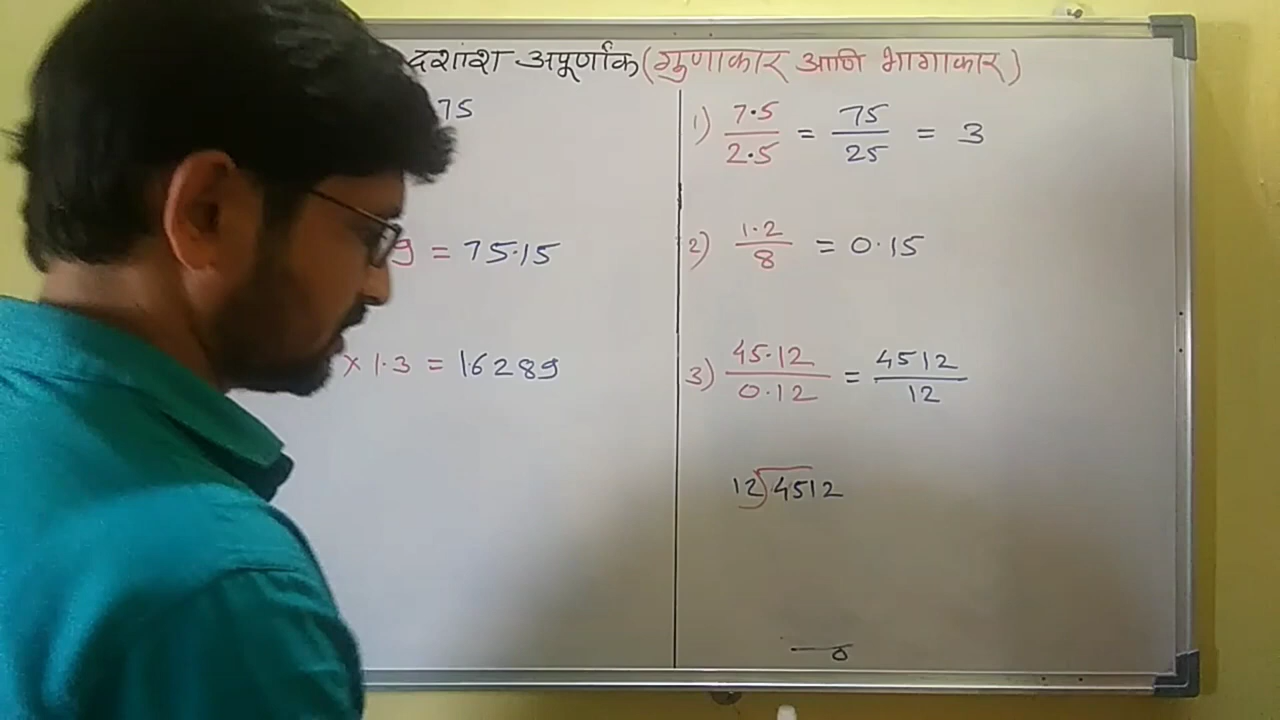 दशांश अपूर्णांक (गुणाकार आणि भागाकार)
75
9 = 75.15
× 1.3 = 16289
1) 7.5 / 2.5 = 75 / 25 = 3
2) 1.2 / 8 = 0.15
3) 45.12 / 0.12 = 4512 / 12
12)4512
0